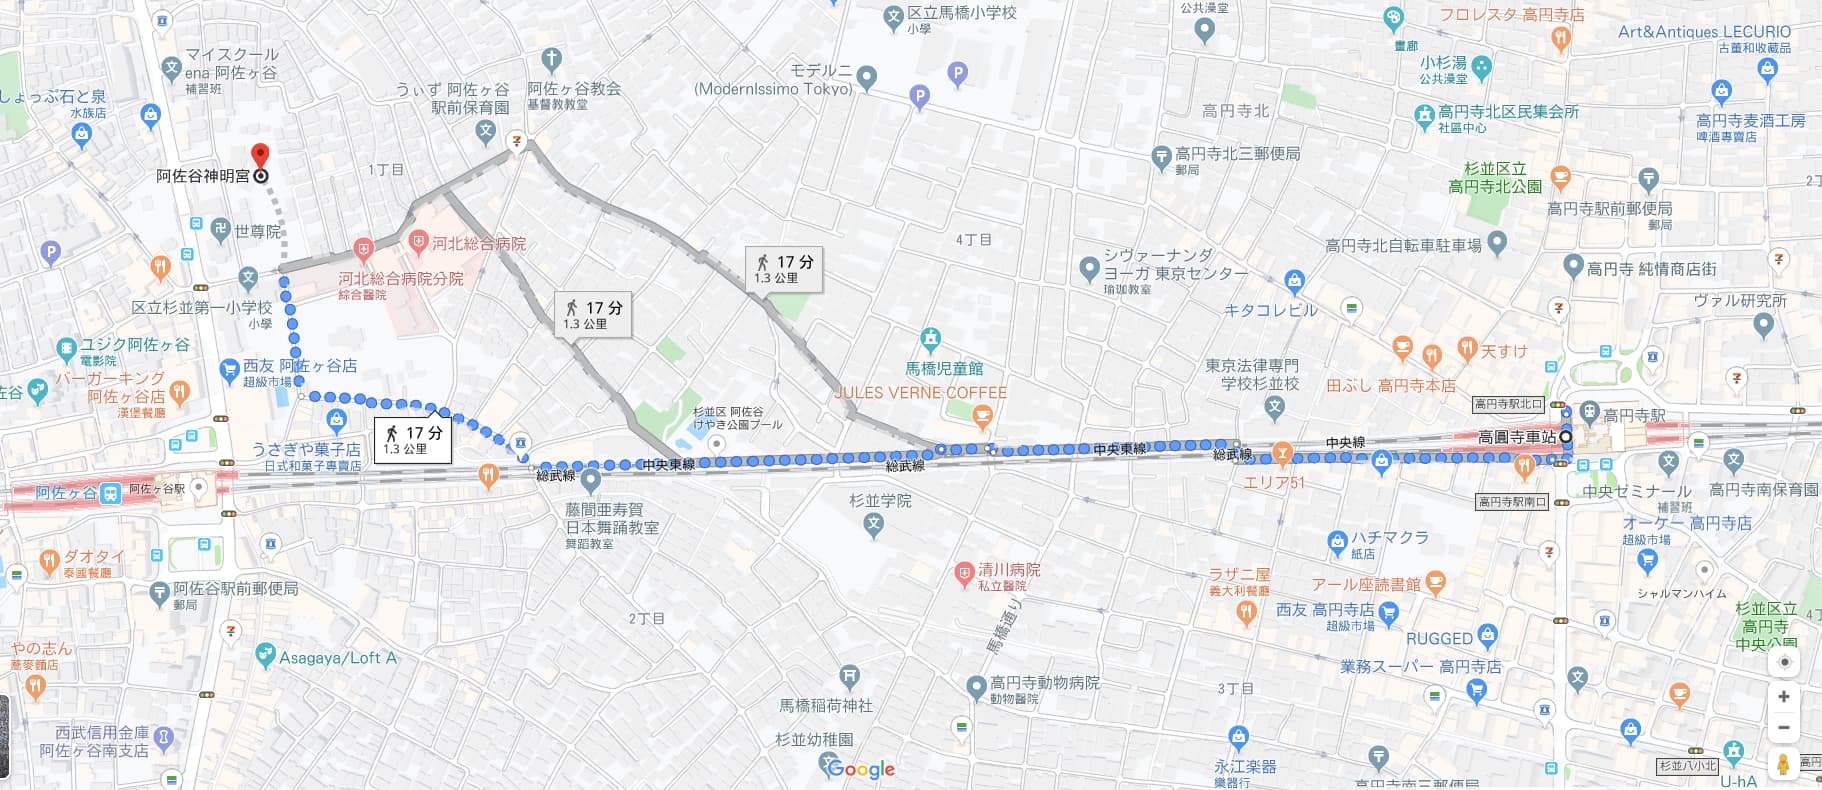 区立馬橋小学校
小學
公共澡堂
フロレスタ 高円寺店
Art&Antiques LECURIO
古董和收藏品
マイスクール
ena 阿佐ヶ谷
補習班
うぃず 阿佐ヶ谷
駅前保育園
阿佐ヶ谷教会
基督教教堂
モデルニ
(ModernIssimo Tokyo)
畫廊
小杉湯
公共澡堂
しょっぷ石と泉
水族店
高円寺北
高円寺北区民集会所
社區中心
高円寺麦酒工房
啤酒專賣店
阿佐谷神明宮
1丁目
高円寺北三郵便局
郵局
杉並区立
高円寺北公園
高円寺駅前郵便局
郵局
世尊院
河北総合病院
4丁目
高円寺北自転車駐車場
シヴァーナンダ
ヨーガ 東京センター
瑜珈教室
17 分
1.3 公里
高円寺 純情商店街
河北総合病院分院
綜合醫院
区立杉並第一小学校
小學
17 分
1.3 公里
キタコレビル
ヴァル研究所
ユジク阿佐ヶ谷
電影院
西友 阿佐ヶ谷店
超級市場
馬橋児童館
東京法律専門
学校杉並校
天すけ
田ぶし 高円寺本店
バーガーキング
阿佐ヶ谷店
漢堡餐廳
佐谷
JULES VERNE COFFEE
杉並区 阿佐谷
けやき公園プール
高円寺駅北口
高円寺駅
17 分
1.3 公里
うさぎや菓子店
日式和菓子專賣店
高圓寺車站
中央線
中央東線
総武線
中央東線
総武線
総武線
エリア51
阿佐ヶ谷
阿佐ヶ谷駅
高円寺駅南口
中央ゼミナール
補習班
高円寺南保育園
藤間亜寿賀
日本舞踊教室
舞蹈教室
杉並学院
オーケー 高円寺店
超級市場
ハチマクラ
紙店
ダオタイ
泰國餐廳
清川病院
私立醫院
ラザニ屋
義大利餐廳
アール座読書館
阿佐谷駅前郵便局
郵局
シャルマンハイム
2丁目
馬橋通り
西友 高円寺店
超級市場
杉並区立
高円寺
中央公園
RUGGED
やの志ん
蕎麥麵店
Asagaya/Loft A
業務スーパー 高円寺店
高円寺動物病院
動物醫院
3丁目
馬橋稲荷神社
西武信用金庫
阿佐ヶ谷南支店
杉並幼稚園
Google
永江楽器
樂器行
杉並八小北
高円寺南三郵便局
U-hA